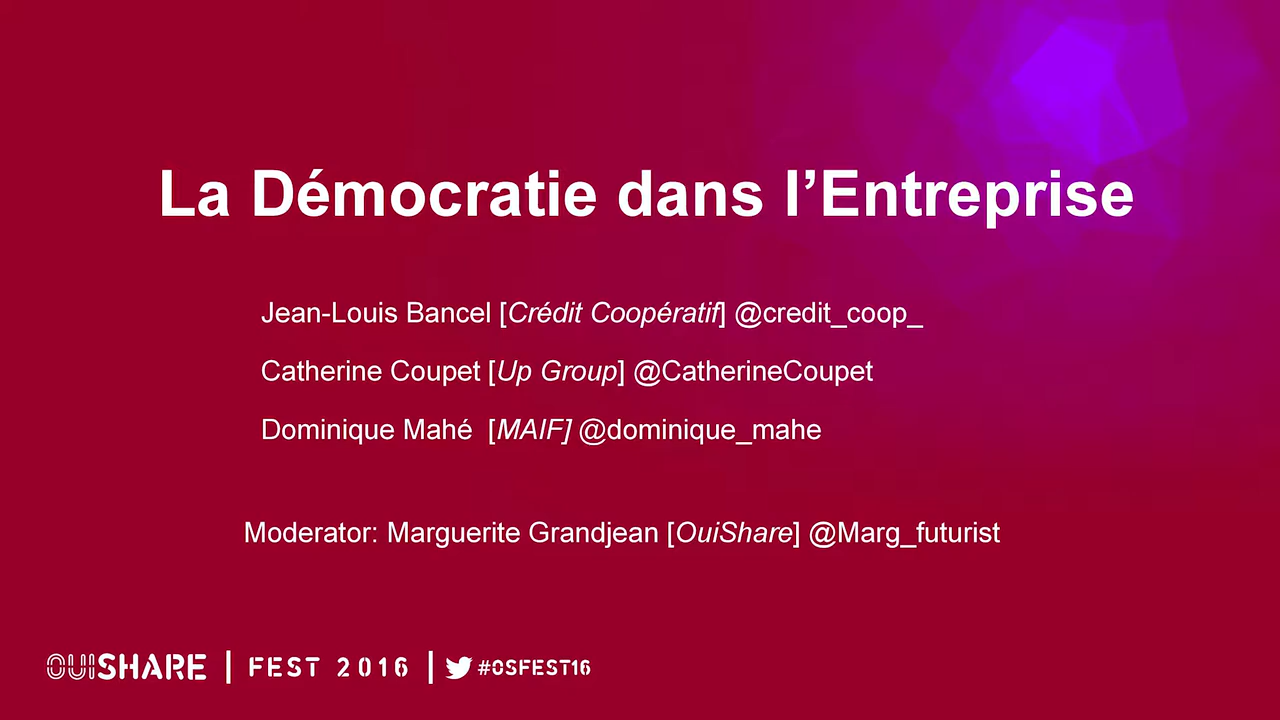 La Démocratie dans l’Entreprise
Jean-Louis Bancel [Crédit Coopératif] @credit_coop_
Catherine Coupet [Up Group] @CatherineCoupet
Dominique Mahé [MAIF] @dominique_mahe
Moderator: Marguerite Grandjean [OuiShare] @Marg_futurist
OUISHARE | FEST 2016 | #OSFEST16